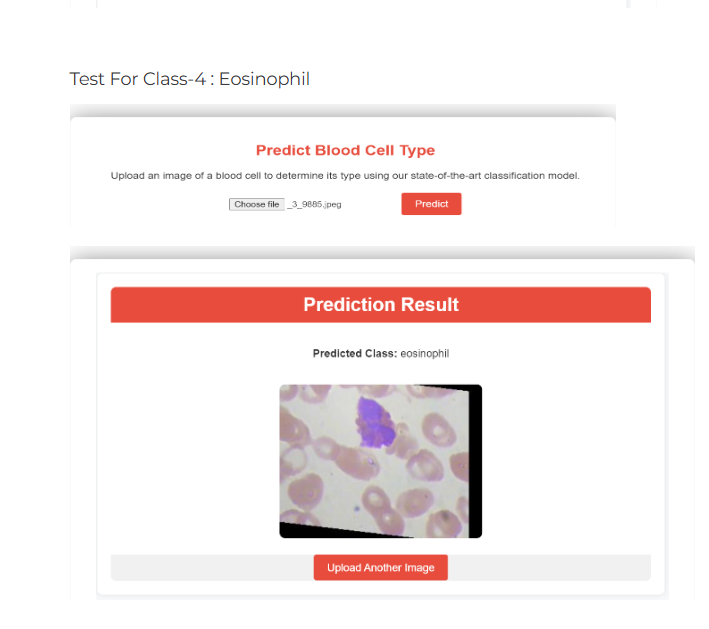 Test For Class-4 : Eosinophil
Predict Blood Cell Type
Upload an image of a blood cell to determine its type using our state-of-the-art classification model.
Choose file _3_9885.jpeg Predict
Prediction Result
Predicted Class: eosinophil
Upload Another Image